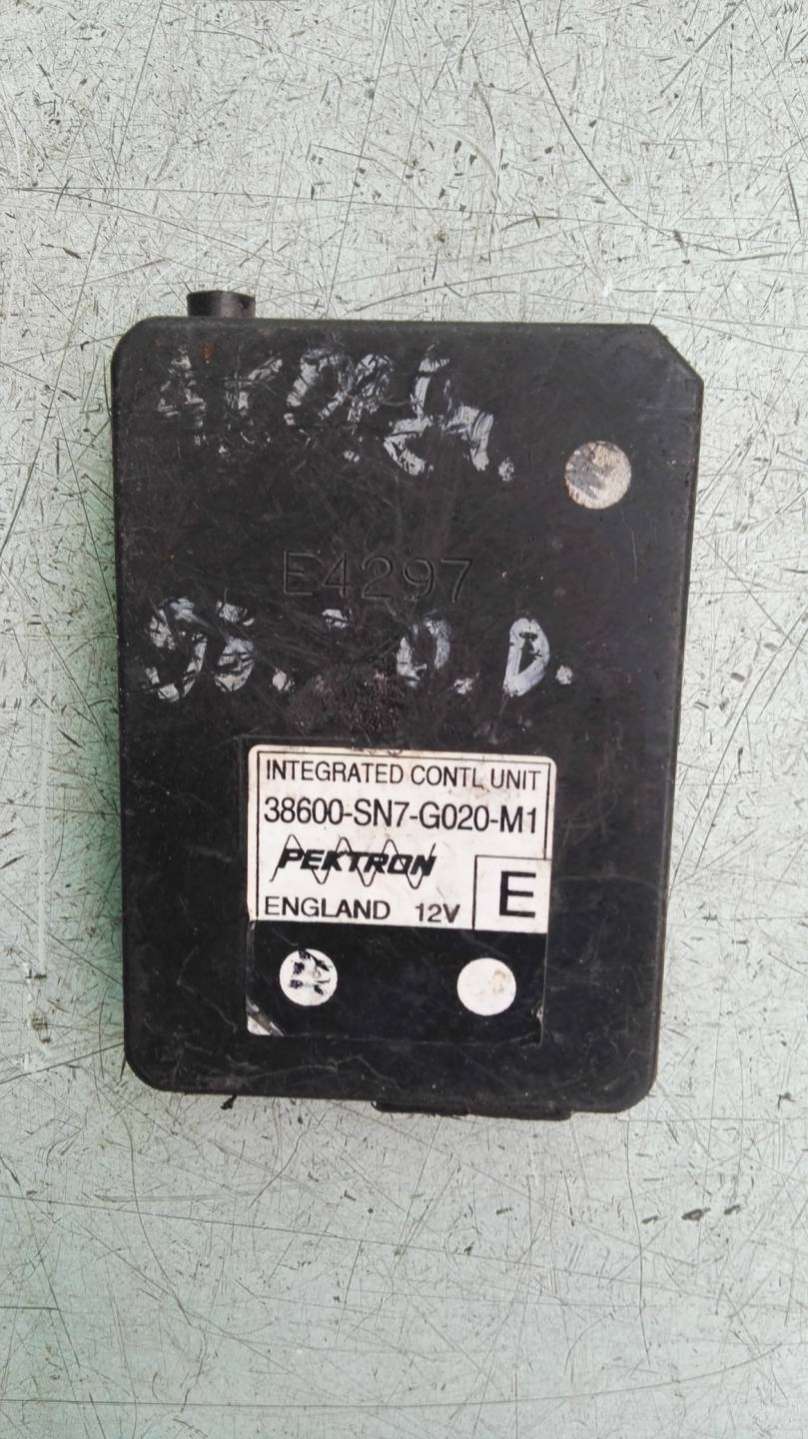 E4297
INTEGRATED CONTL UNIT
38600-SN7-G020-M1
PEKTRON
E
ENGLAND 12V